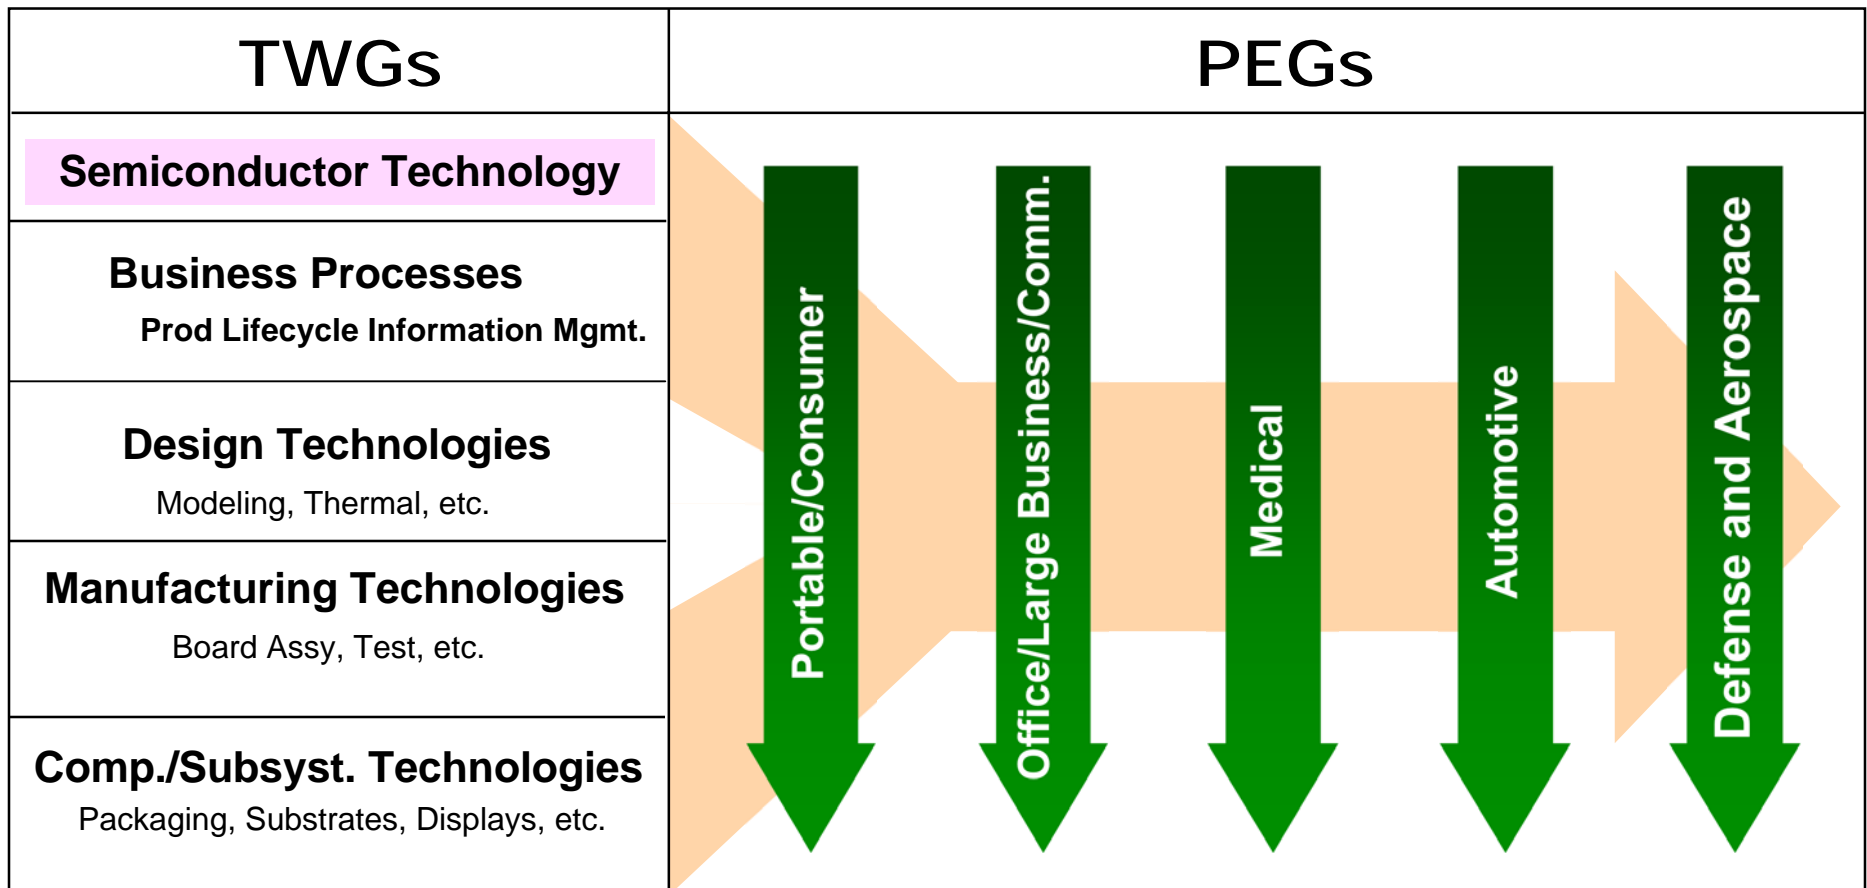 TWGs
PEGs
Semiconductor Technology
Business Processes
Prod Lifecycle Information Mgmt.
Design Technologies
Modeling, Thermal, etc.
Manufacturing Technologies
Board Assy, Test, etc.
Comp./Subsyst. Technologies
Packaging, Substrates, Displays, etc.
Portable/Consumer
Office/Large Business/Comm.
Medical
Automotive
Defense and Aerospace